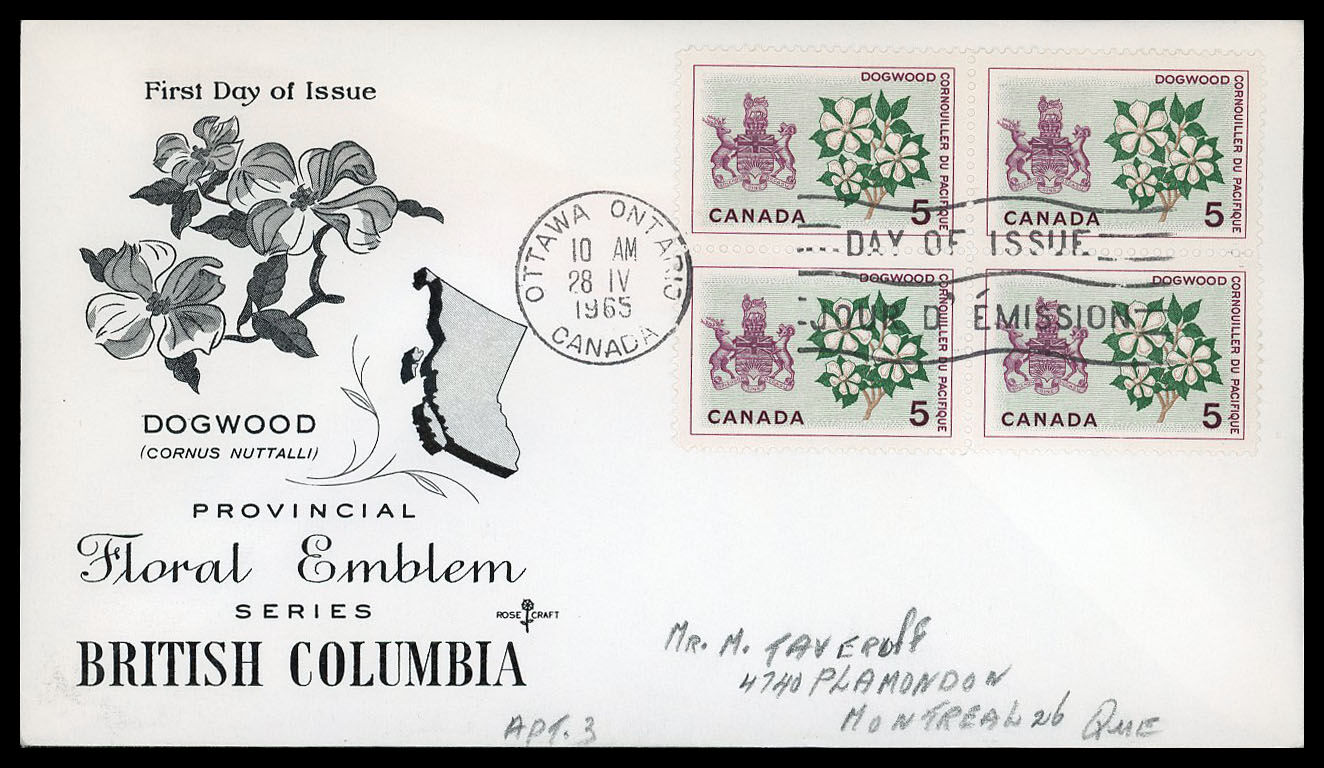 First Day of Issue
DOGWOOD
(CORNUS NUTTALLI)
PROVINCIAL
Floral Emblem
SERIES
ROSE CRAFT
BRITISH COLUMBIA
OTTAWA ONTARIO
10 AM
28 IV
1965
CANADA
DOGWOOD
CORNOUILLER DU PACIFIQUE
CANADA 5
DOGWOOD
CORNOUILLER DU PACIFIQUE
CANADA 5
DAY OF ISSUE
DOGWOOD
CORNOUILLER DU PACIFIQUE
CANADA 5
DOGWOOD
CORNOUILLER DU PACIFIQUE
CANADA 5
JOUR D'ÉMISSION
MR. M. TAVEROFF
4740 PLAMONDON
MONTREAL 26 QUE
APT. 3